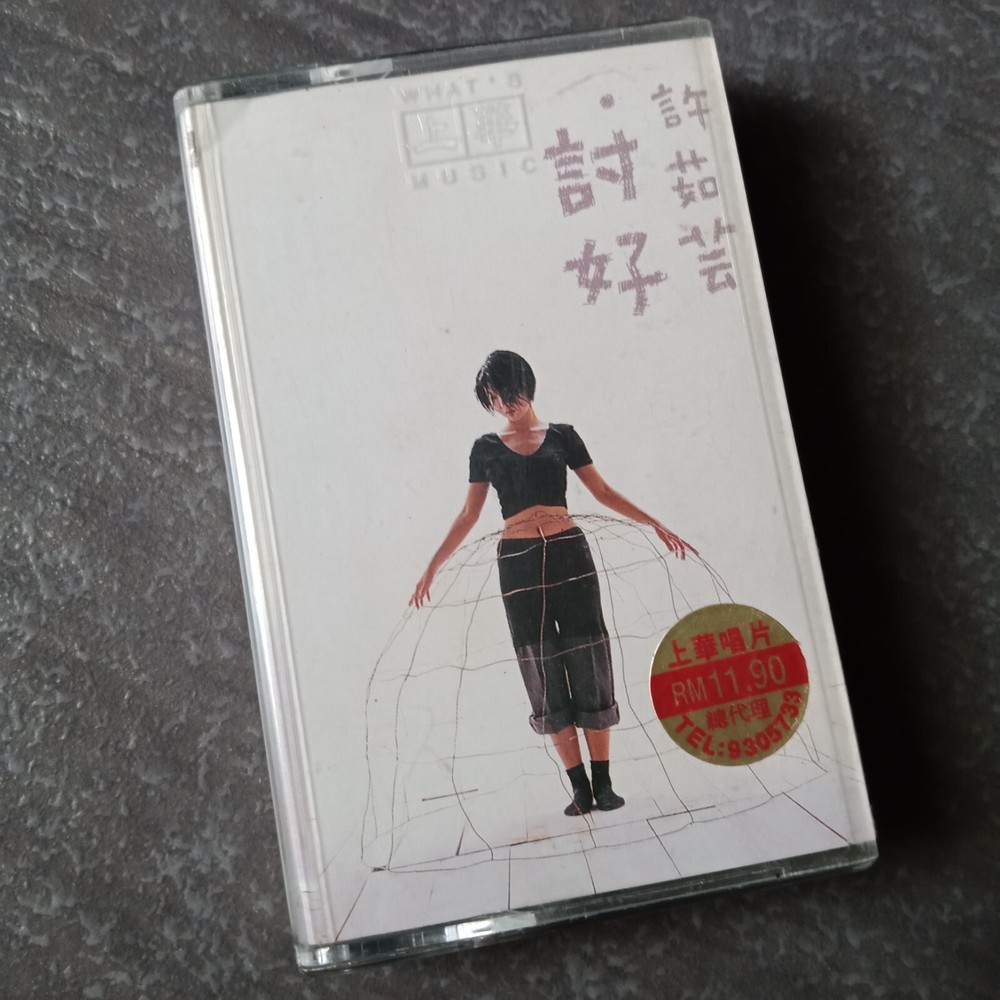 WHAT'S
上華
MUSIC
許茹芸
·討好
上華唱片
RM11.90
總代理
TEL:9305733